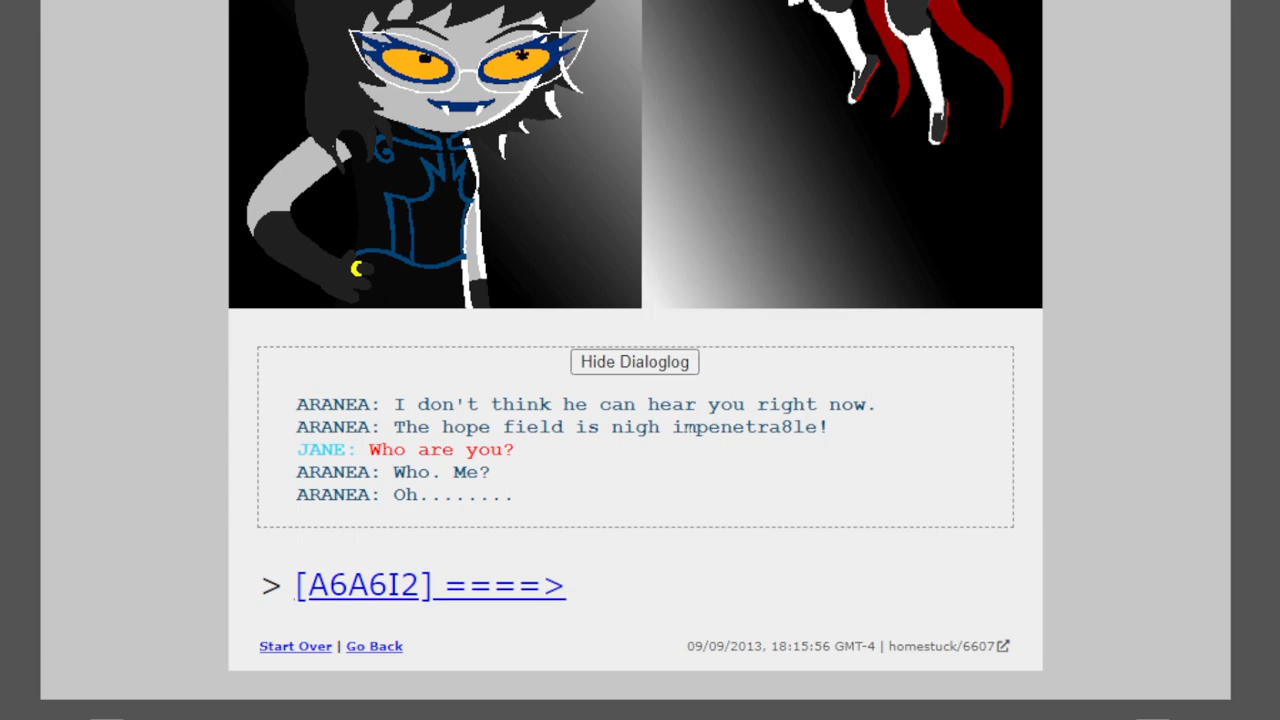 Hide Dialoglog
ARANEA: I don't think he can hear you right now.
ARANEA: The hope field is nigh impenetra8le!
JANE: Who are you?
ARANEA: Who. Me?
ARANEA: Oh........
> [A6A6I2] ====>
Start Over | Go Back
09/09/2013, 18:15:56 GMT-4 | homestuck/6607